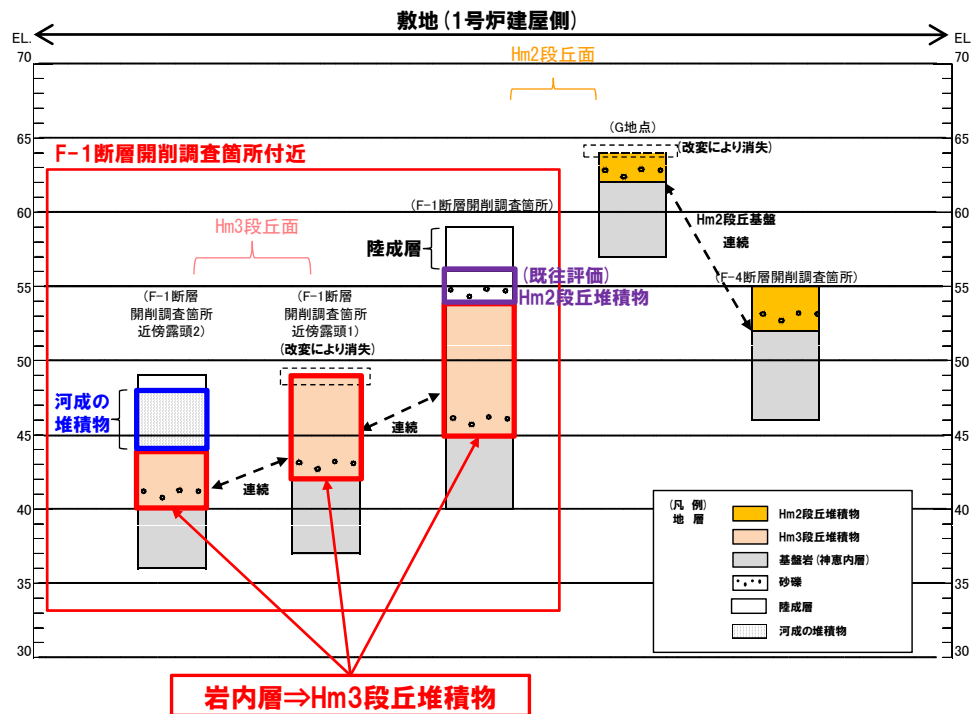 敷地(1号炉建屋側)
EL.
EL.
70
70
Hm2段丘面
65
65
(G地点)
(改変により消失)
F-1断層開削調査箇所付近
60
60
(F-1断層開削調査箇所)
Hm2段丘基盤
連続
Hm3段丘面
陸成層
(既往評価)
Hm2段丘堆積物
(F-4断層開削調査箇所)
55
55
(F-1断層
開削調査箇所
近傍露頭2)
(F-1断層
開削調査箇所
近傍露頭1)
(改変により消失)
50
50
河成の
堆積物
連続
連続
45
45
40
40
35
35
30
30
(凡 例)
地 層
Hm2段丘堆積物
Hm3段丘堆積物
基盤岩(神恵内層)
砂礫
陸成層
河成の堆積物
岩内層⇒Hm3段丘堆積物